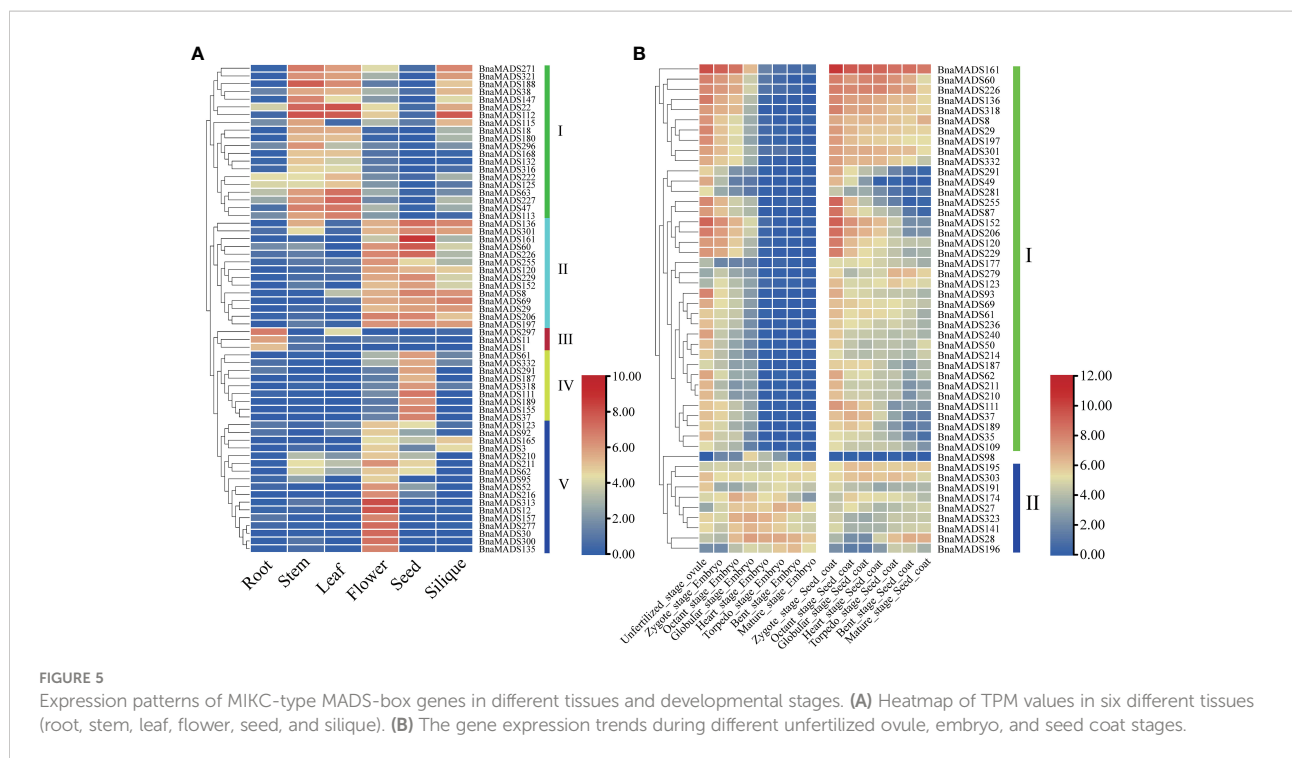 A
BnaMADS271
BnaMADS321
BnaMADS188
BnaMADS38
BnaMADS147
BnaMADS22
BnaMADS112
BnaMADS115
BnaMADS18
BnaMADS180
BnaMADS296
BnaMADS168
BnaMADS132
BnaMADS316
BnaMADS222
BnaMADS125
BnaMADS63
BnaMADS227
BnaMADS47
BnaMADS113
BnaMADS136
BnaMADS301
BnaMADS161
BnaMADS60
BnaMADS226
BnaMADS255
BnaMADS120
BnaMADS229
BnaMADS152
BnaMADS8
BnaMADS69
BnaMADS29
BnaMADS206
BnaMADS197
BnaMADS297
BnaMADS11
BnaMADS1
BnaMADS61
BnaMADS332
BnaMADS291
BnaMADS187
BnaMADS318
BnaMADS111
BnaMADS189
BnaMADS155
BnaMADS37
BnaMADS123
BnaMADS92
BnaMADS165
BnaMADS3
BnaMADS210
BnaMADS211
BnaMADS62
BnaMADS95
BnaMADS52
BnaMADS216
BnaMADS313
BnaMADS12
BnaMADS157
BnaMADS277
BnaMADS30
BnaMADS300
BnaMADS135
I
II
III
IV
V
10.00
8.00
6.00
4.00
2.00
0.00
Root
Stem
Leaf
Flower
Seed
Silique
B
BnaMADS161
BnaMADS60
BnaMADS226
BnaMADS136
BnaMADS318
BnaMADS8
BnaMADS29
BnaMADS197
BnaMADS301
BnaMADS332
BnaMADS291
BnaMADS49
BnaMADS281
BnaMADS255
BnaMADS87
BnaMADS152
BnaMADS206
BnaMADS120
BnaMADS229
BnaMADS177
BnaMADS279
BnaMADS123
BnaMADS93
BnaMADS69
BnaMADS61
BnaMADS236
BnaMADS240
BnaMADS50
BnaMADS214
BnaMADS187
BnaMADS62
BnaMADS211
BnaMADS210
BnaMADS111
BnaMADS37
BnaMADS189
BnaMADS35
BnaMADS109
BnaMADS98
BnaMADS195
BnaMADS303
BnaMADS191
BnaMADS174
BnaMADS27
BnaMADS323
BnaMADS141
BnaMADS28
BnaMADS196
I
II
12.00
10.00
8.00
6.00
4.00
2.00
0.00
Unfertilized_stage_ovule
Zygote_stage_Embryo
Octant_stage_Embryo
Globular_stage_Embryo
Heart_stage_Embryo
Torpedo_stage_Embryo
Bent_stage_Embryo
Mature_stage_Embryo
Zygote_stage_Seed_coat
Octant_stage_Seed_coat
Globular_stage_Seed_coat
Heart_stage_Seed_coat
Torpedo_stage_Seed_coat
Bent_stage_Seed_coat
Mature_stage_Seed_coat
FIGURE 5
Expression patterns of MIKC-type MADS-box genes in different tissues and developmental stages. (A) Heatmap of TPM values in six different tissues
(root, stem, leaf, flower, seed, and silique). (B) The gene expression trends during different unfertilized ovule, embryo, and seed coat stages.